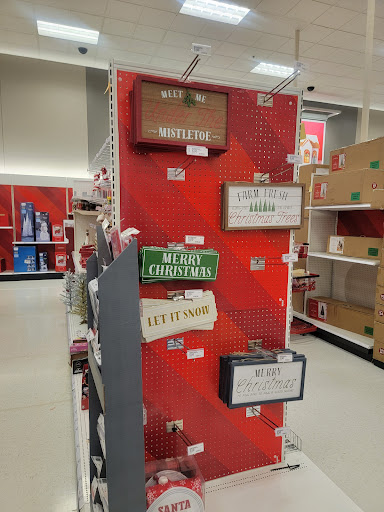 MEET ME
MISTLETOE
FARM FRESH
Christmas Trees
MERRY
CHRISTMAS
LET IT SNOW
MERRY
Christmas
SANTA